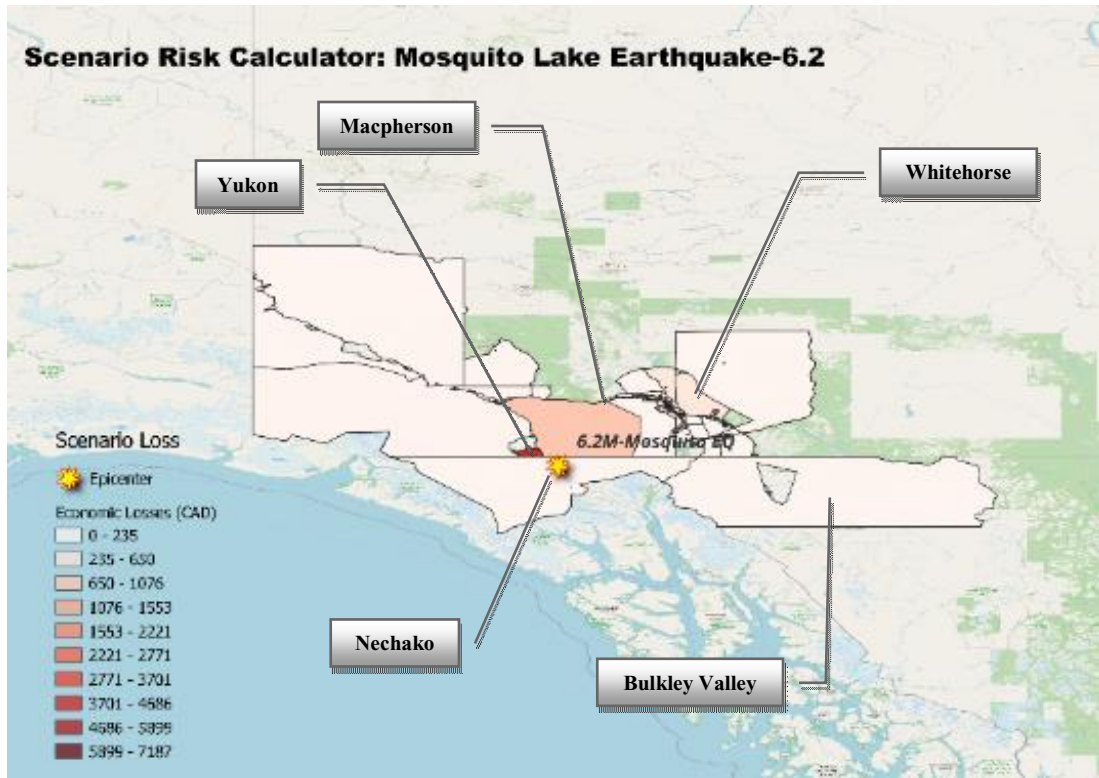 Scenario Risk Calculator: Mosquito Lake Earthquake-6.2
Macpherson
Yukon
Whitehorse
6.2M-Mosquito EQ
Scenario Loss
Epicenter
Economic Losses (CAD)
0 - 235
235 - 650
650 - 1076
1076 - 1553
1553 - 2221
2221 - 2771
2771 - 3701
3701 - 4686
4686 - 5899
5899 - 7187
Nechako
Bulkley Valley